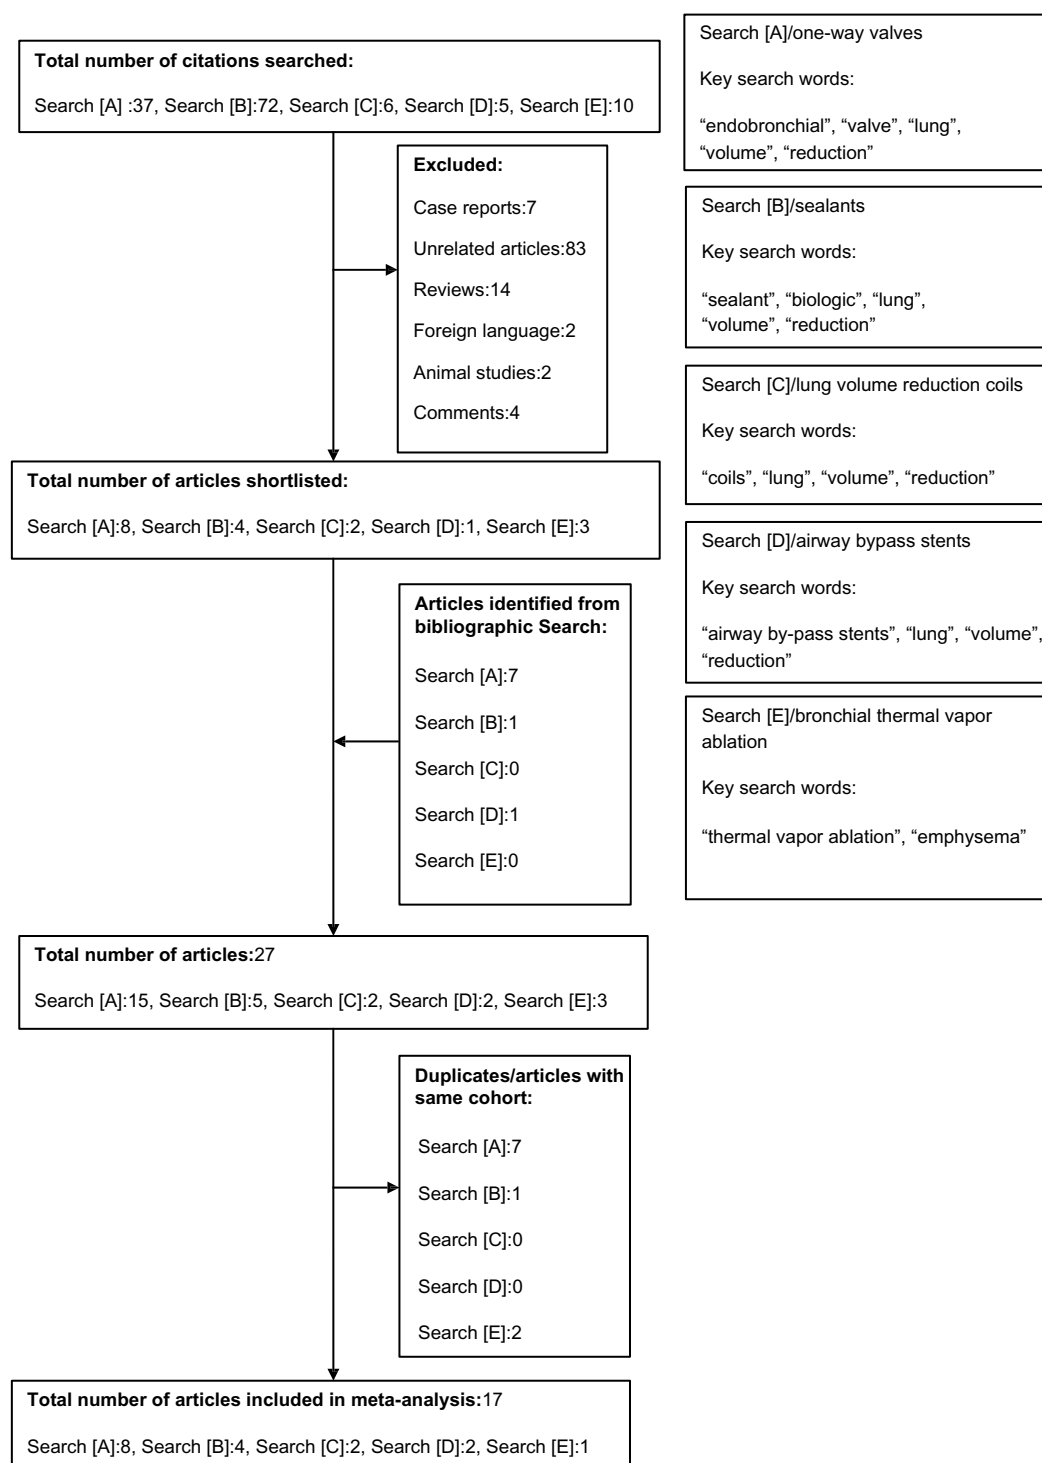 Total number of citations searched:
Search [A] :37, Search [B]:72, Search [C]:6, Search [D]:5, Search [E]:10
Excluded:
Case reports:7
Unrelated articles:83
Reviews:14
Foreign language:2
Animal studies:2
Comments:4
Total number of articles shortlisted:
Search [A]:8, Search [B]:4, Search [C]:2, Search [D]:1, Search [E]:3
Articles identified from
bibliographic Search:
Search [A]:7
Search [B]:1
Search [C]:0
Search [D]:1
Search [E]:0
Total number of articles:27
Search [A]:15, Search [B]:5, Search [C]:2, Search [D]:2, Search [E]:3
Duplicates/articles with
same cohort:
Search [A]:7
Search [B]:1
Search [C]:0
Search [D]:0
Search [E]:2
Total number of articles included in meta-analysis:17
Search [A]:8, Search [B]:4, Search [C]:2, Search [D]:2, Search [E]:1
Search [A]/one-way valves
Key search words:
“endobronchial”, “valve”, “lung”,
“volume”, “reduction”
Search [B]/sealants
Key search words:
“sealant”, “biologic”, “lung”,
“volume”, “reduction”
Search [C]/lung volume reduction coils
Key search words:
“coils”, “lung”, “volume”, “reduction”
Search [D]/airway bypass stents
Key search words:
“airway by-pass stents”, “lung”, “volume”,
“reduction”
Search [E]/bronchial thermal vapor
ablation
Key search words:
“thermal vapor ablation”, “emphysema”